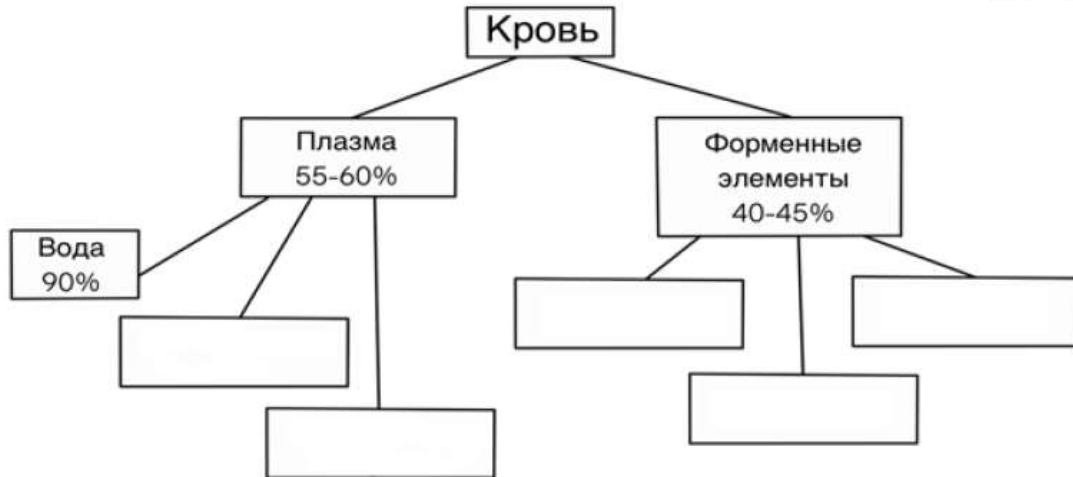 Кровь
Плазма
55-60%
Форменные
элементы
40-45%
Вода
90%